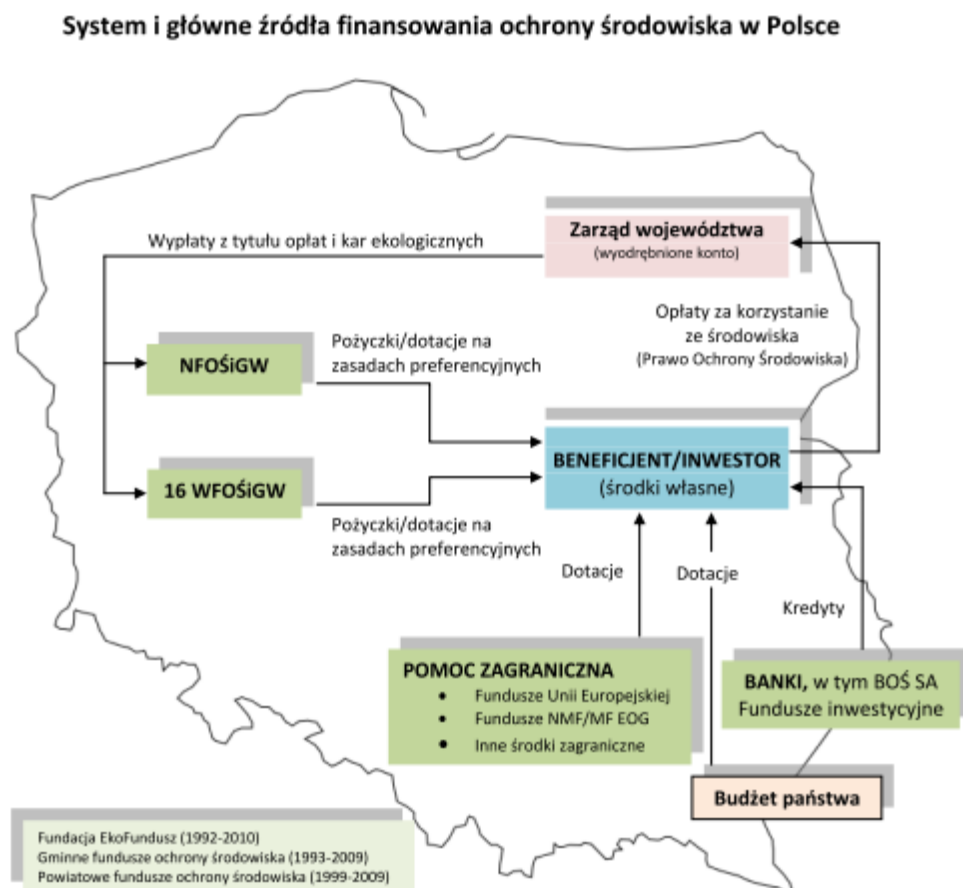 System i główne źródła finansowania ochrony środowiska w Polsce
Zarząd województwa
(wyodrębnione konto)
Wypłaty z tytułu opłat i kar ekologicznych
Opłaty za korzystanie
ze środowiska
(Prawo Ochrony Środowiska)
NFOŚiGW
Pożyczki/dotacje na
zasadach preferencyjnych
BENEFICJENT/INWESTOR
(środki własne)
16 WFOŚiGW
Pożyczki/dotacje na
zasadach preferencyjnych
Dotacje
Dotacje
Kredyty
POMOC ZAGRANICZNA
• Fundusze Unii Europejskiej
• Fundusze NMF/MF EOG
• Inne środki zagraniczne
BANKI, w tym BOŚ SA
Fundusze inwestycyjne
Budżet państwa
Fundacja EkoFundusz (1992-2010)
Gminne fundusze ochrony środowiska (1993-2009)
Powiatowe fundusze ochrony środowiska (1999-2009)